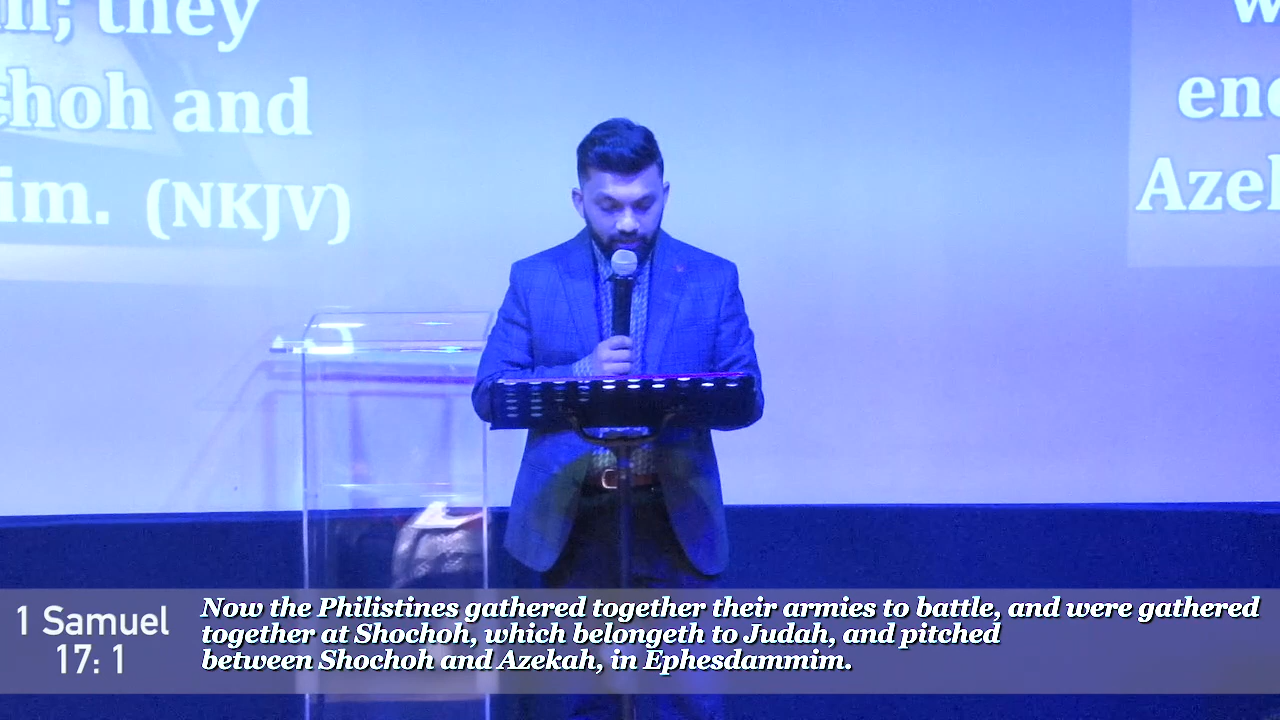 ; they
choh and
im. (NKJV)
w
Azek
1 Samuel
17: 1
Now the Philistines gathered together their armies to battle, and were gathered
together at Shochoh, which belongeth to Judah, and pitched
between Shochoh and Azekah, in Ephesdammim.